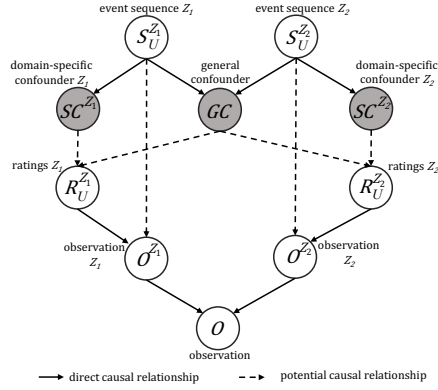 event sequence Z₁
event sequence Z₂
S_U^{Z₁}
S_U^{Z₂}
domain-specific
confounder Z₁
general
confounder
domain-specific
confounder Z₂
SC^{Z₁}
GC
SC^{Z₂}
ratings Z₁
ratings Z₂
R_U^{Z₁}
R_U^{Z₂}
observation
Z₁
observation
Z₂
O^{Z₁}
O^{Z₂}
O
observation
direct causal relationship
potential causal relationship